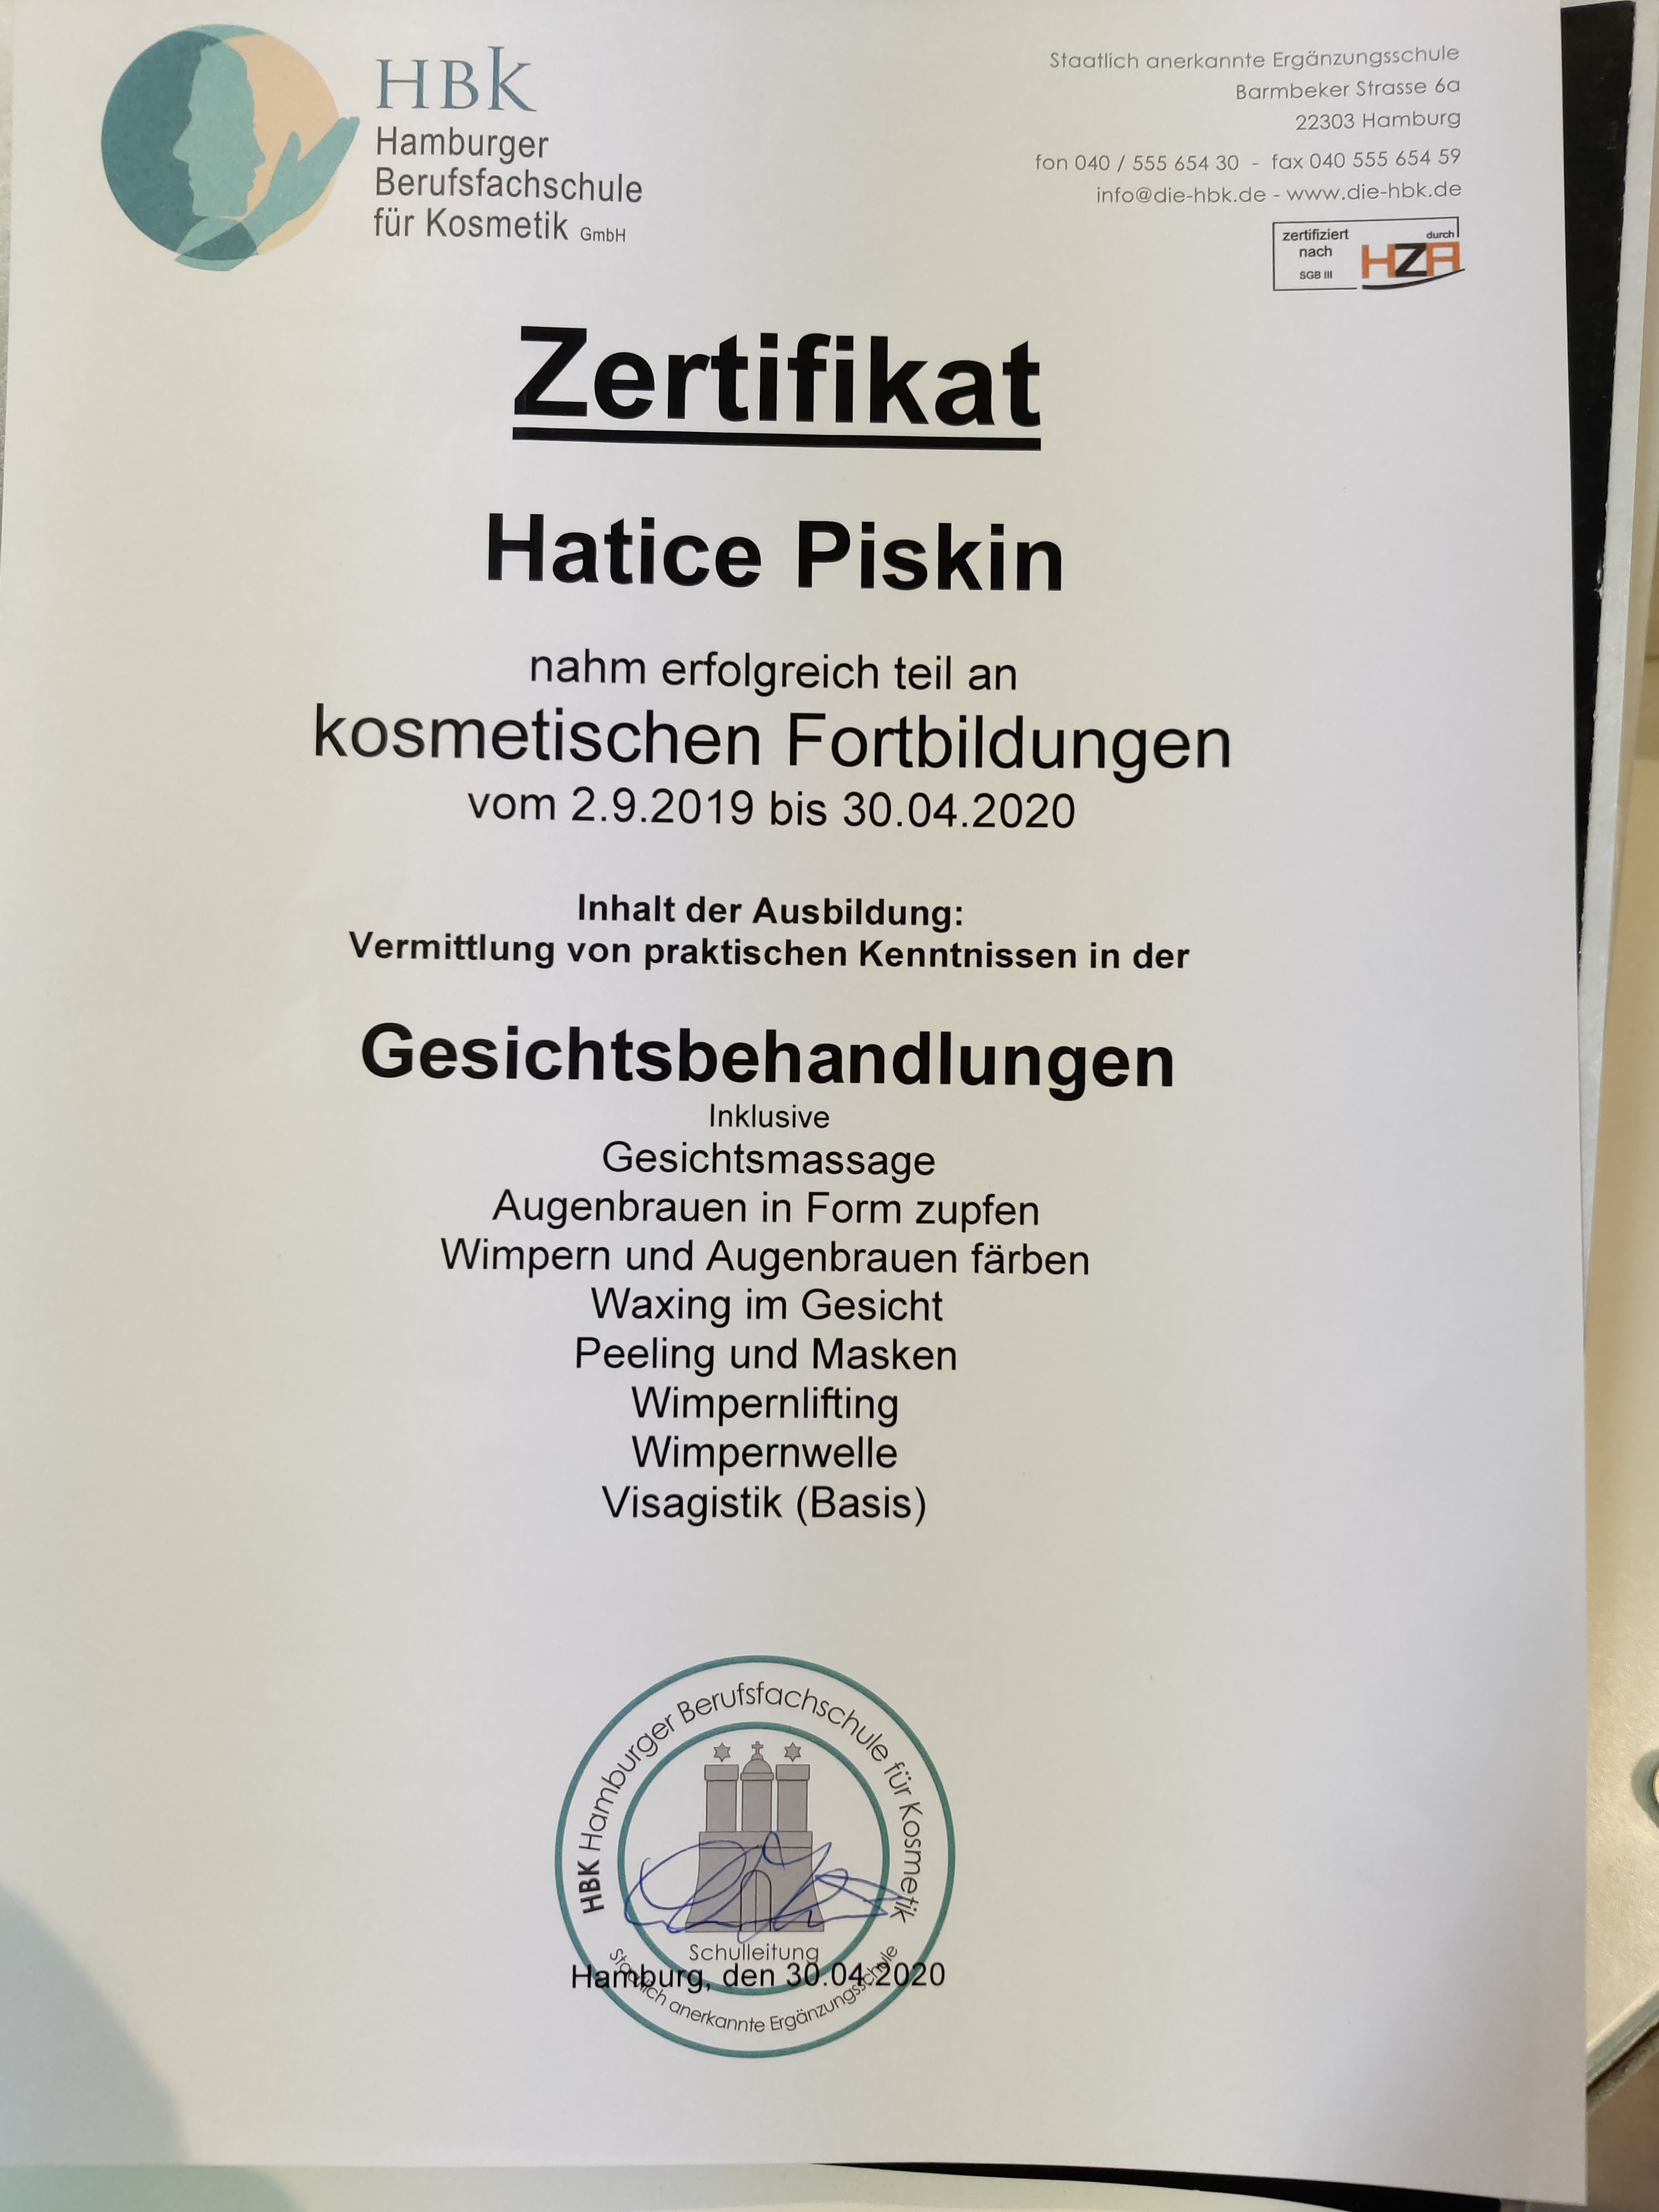 HBK
Hamburger
Berufsfachschule
für Kosmetik GmbH
Staatlich anerkannte Ergänzungsschule
Barmbeker Strasse 6a
22303 Hamburg
fon 040 / 555 654 30 - fax 040 555 654 59
info@die-hbk.de - www.die-hbk.de
zertifiziert
nach
SGB III
durch
HZA
Zertifikat
Hatice Piskin
nahm erfolgreich teil an
kosmetischen Fortbildungen
vom 2.9.2019 bis 30.04.2020
Inhalt der Ausbildung:
Vermittlung von praktischen Kenntnissen in der
Gesichtsbehandlungen
Inklusive
Gesichtsmassage
Augenbrauen in Form zupfen
Wimpern und Augenbrauen färben
Waxing im Gesicht
Peeling und Masken
Wimpernlifting
Wimpernwelle
Visagistik (Basis)
HBK Hamburger Berufsfachschule für Kosmetik
Schulleitung
Hamburg, den 30.04.2020
Staatlich anerkannte Ergänzungsschule